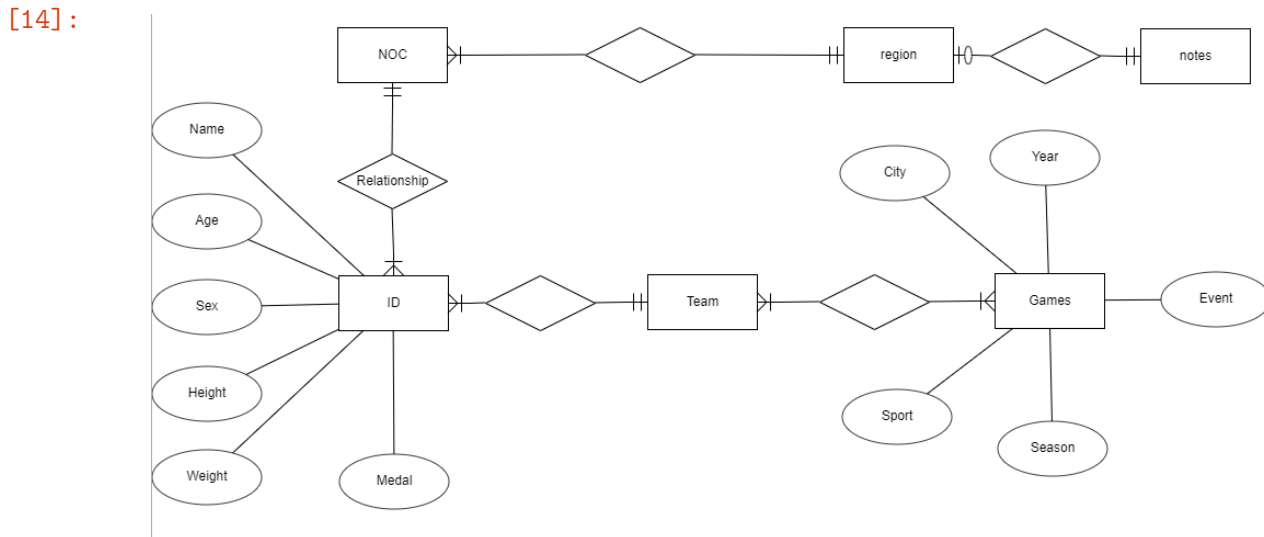 [14]:
NOC
region
notes
Name
Year
City
Relationship
Age
ID
Team
Games
Event
Sex
Height
Sport
Season
Weight
Medal